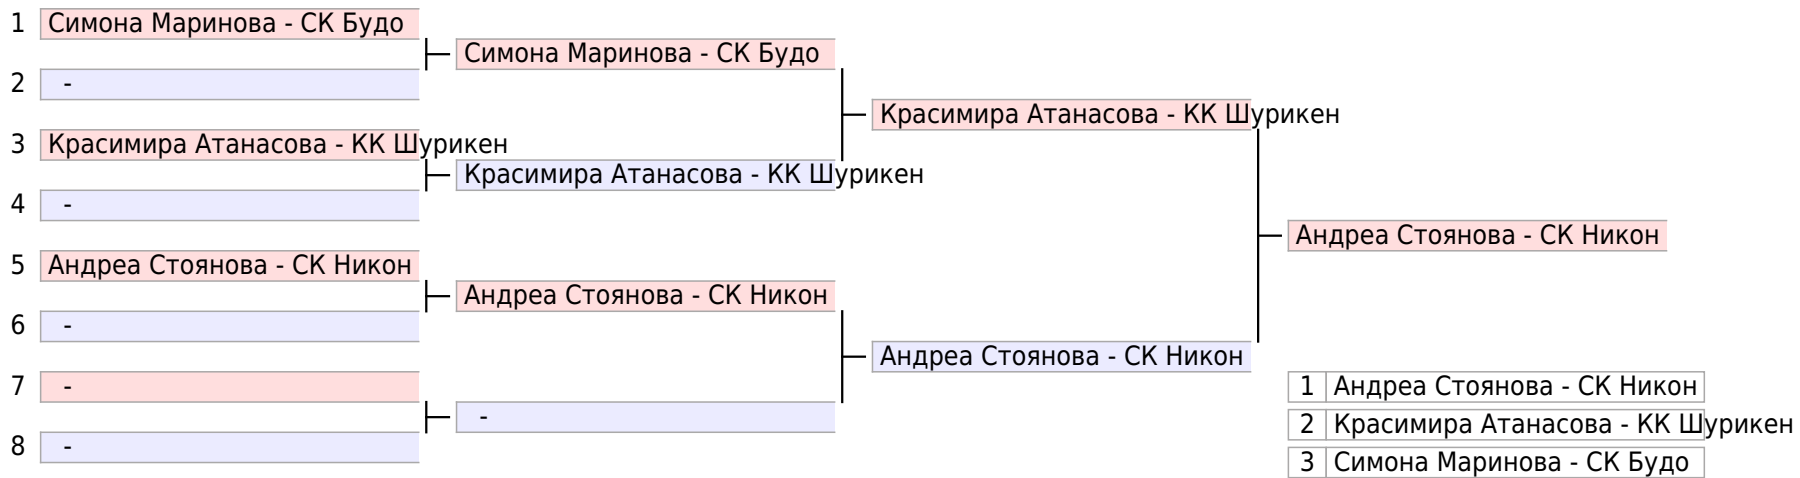 1 Симона Маринова - СК Будо
2 -
3 Красимира Атанасова - КК Шурикен
4 -
5 Андреа Стоянова - СК Никон
6 -
7 -
8 -
Симона Маринова - СК Будо
Красимира Атанасова - КК Шурикен
Андреа Стоянова - СК Никон
-
Красимира Атанасова - КК Шурикен
Андреа Стоянова - СК Никон
Андреа Стоянова - СК Никон
1 Андреа Стоянова - СК Никон
2 Красимира Атанасова - КК Шурикен
3 Симона Маринова - СК Будо